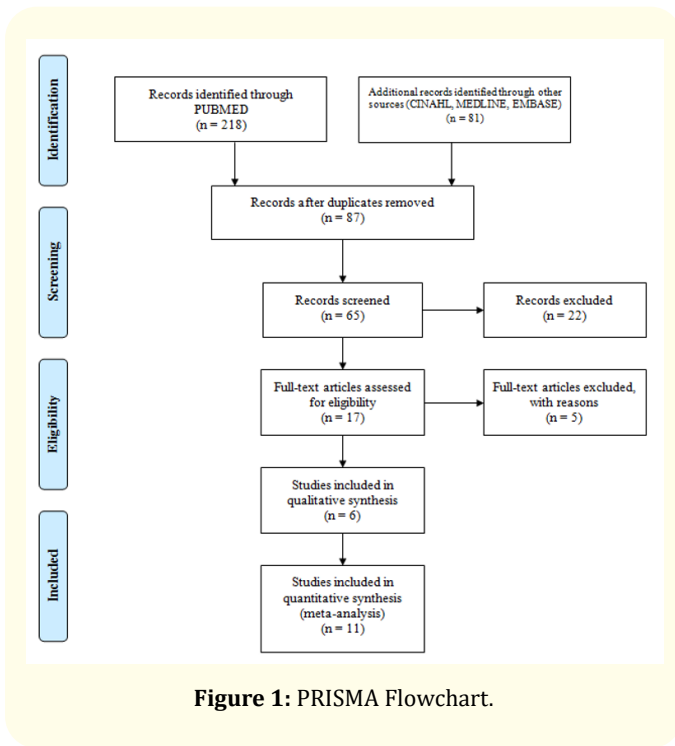 Identification
Records identified through
PUBMED
(n = 218)
Additional records identified through other
sources (CINAHL, MEDLINE, EMBASE)
(n = 81)
Records after duplicates removed
(n = 87)
Screening
Records screened
(n = 65)
Records excluded
(n = 22)
Eligibility
Full-text articles assessed
for eligibility
(n = 17)
Full-text articles excluded,
with reasons
(n = 5)
Studies included in
qualitative synthesis
(n = 6)
Included
Studies included in
quantitative synthesis
(meta-analysis)
n = 11)
Figure 1: PRISMA Flowchart.